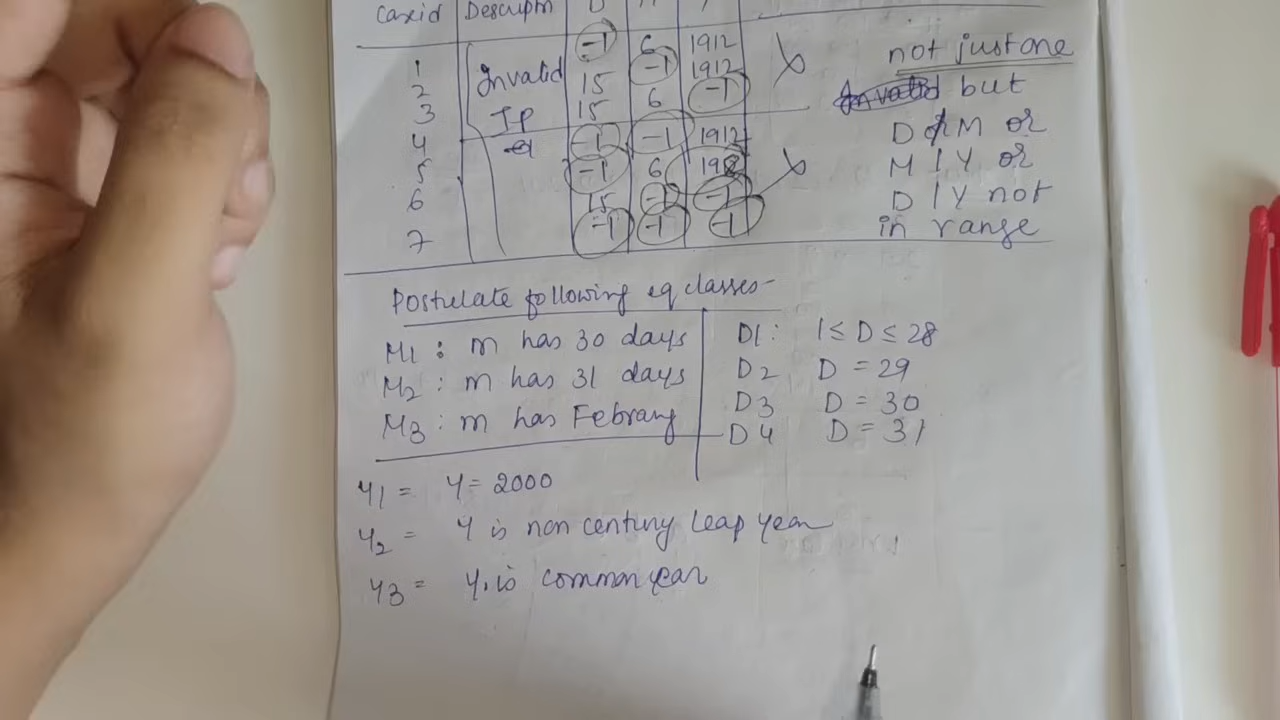 Caseid Descriptn D
1 Invalid -1 6 1912
2 15 -1 1912
3 IP 15 6 -1
4 -1 -1 1912
5 -1 6 1912
6 15 -1 -1
7 -1 -1 -1
not just one
Invalid but
D & M or
M / Y or
D / Y not
in range
Postulate following eq classes-
M1 : m has 30 days
M2 : m has 31 days
M3 : m has Febrary
D1 : 1 ≤ D ≤ 28
D2 D = 29
D3 D = 30
D4 D = 31
Y1 = Y = 2000
Y2 = Y is non century leap year
Y3 = Y is common year